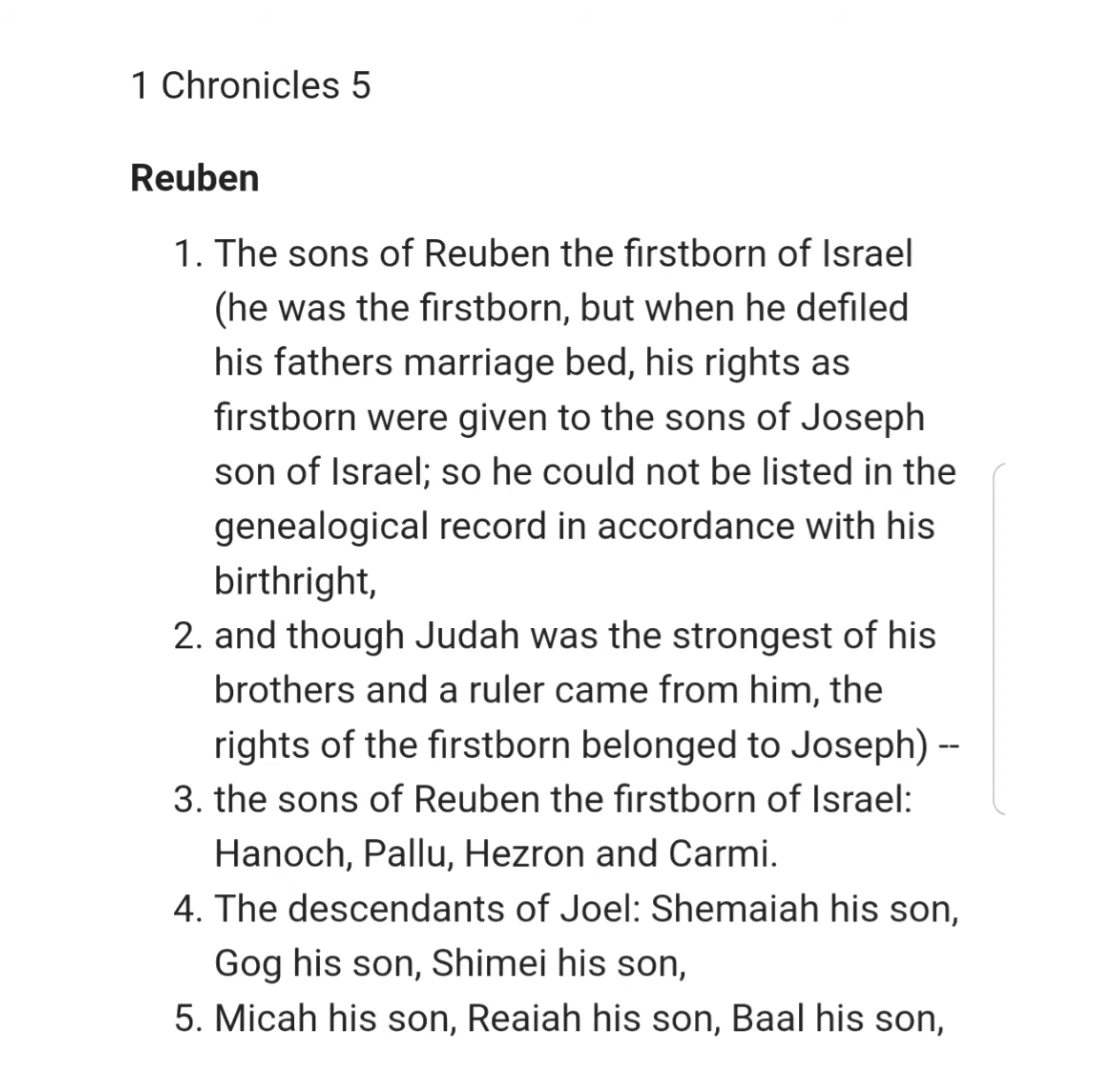 1 Chronicles 5
Reuben
1. The sons of Reuben the firstborn of Israel
(he was the firstborn, but when he defiled
his fathers marriage bed, his rights as
firstborn were given to the sons of Joseph
son of Israel; so he could not be listed in the
genealogical record in accordance with his
birthright,
2. and though Judah was the strongest of his
brothers and a ruler came from him, the
rights of the firstborn belonged to Joseph) --
3. the sons of Reuben the firstborn of Israel:
Hanoch, Pallu, Hezron and Carmi.
4. The descendants of Joel: Shemaiah his son,
Gog his son, Shimei his son,
5. Micah his son, Reaiah his son, Baal his son,